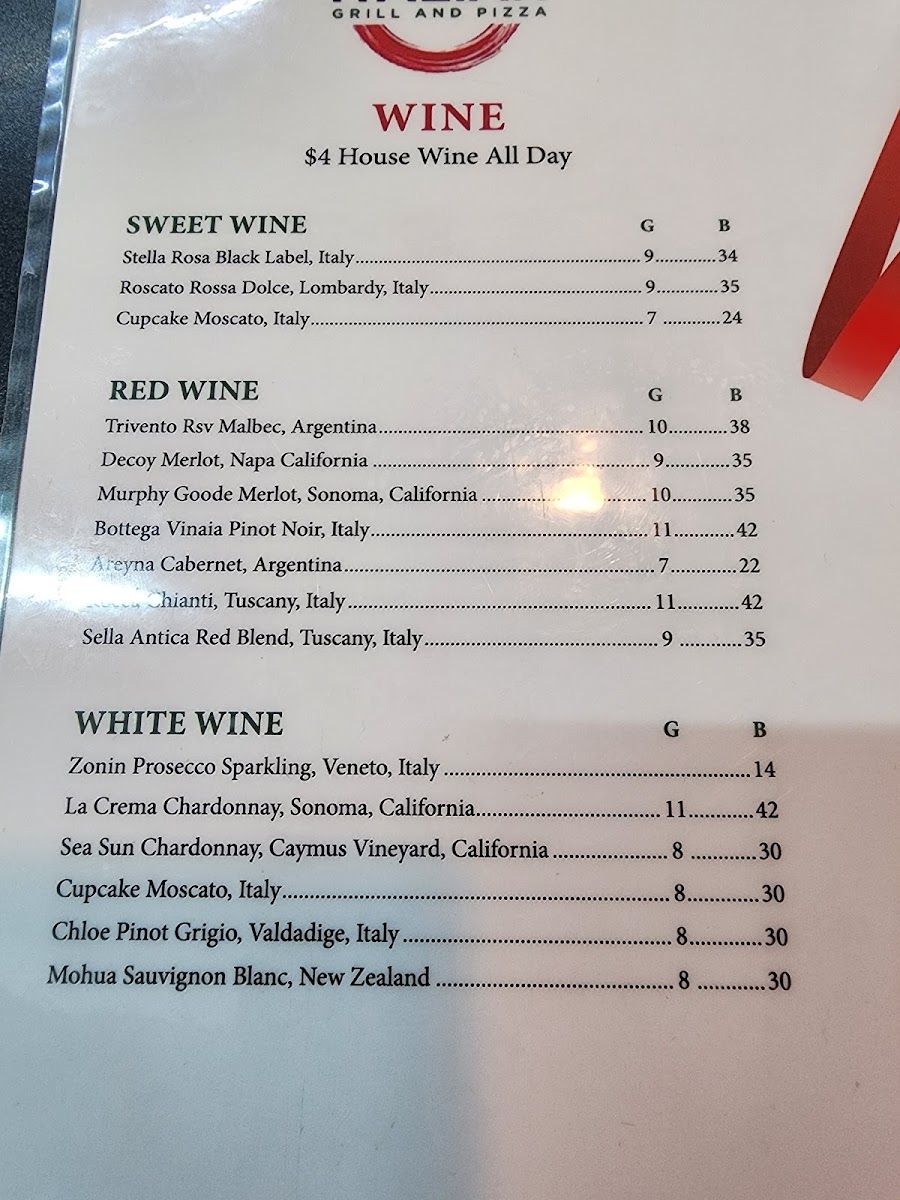 GRILL AND PIZZA
WINE
$4 House Wine All Day
SWEET WINE G B
Stella Rosa Black Label, Italy 9 34
Roscato Rossa Dolce, Lombardy, Italy 9 35
Cupcake Moscato, Italy 7 24
RED WINE G B
Trivento Rsv Malbec, Argentina 10 38
Decoy Merlot, Napa California 9 35
Murphy Goode Merlot, Sonoma, California 10 35
Bottega Vinaia Pinot Noir, Italy 11 42
Areyna Cabernet, Argentina 7 22
Chianti, Tuscany, Italy 11 42
Sella Antica Red Blend, Tuscany, Italy 9 35
WHITE WINE G B
Zonin Prosecco Sparkling, Veneto, Italy 14
La Crema Chardonnay, Sonoma, California 11 42
Sea Sun Chardonnay, Caymus Vineyard, California 8 30
Cupcake Moscato, Italy 8 30
Chloe Pinot Grigio, Valdadige, Italy 8 30
Mohua Sauvignon Blanc, New Zealand 8 30